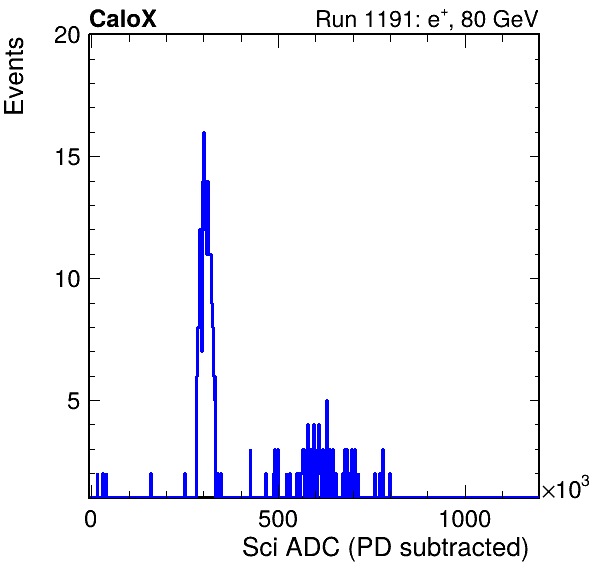 CaloX Run 1191: e⁺, 80 GeV
Events
20
15
10
5
0 500 1000 ×10³
Sci ADC (PD subtracted)